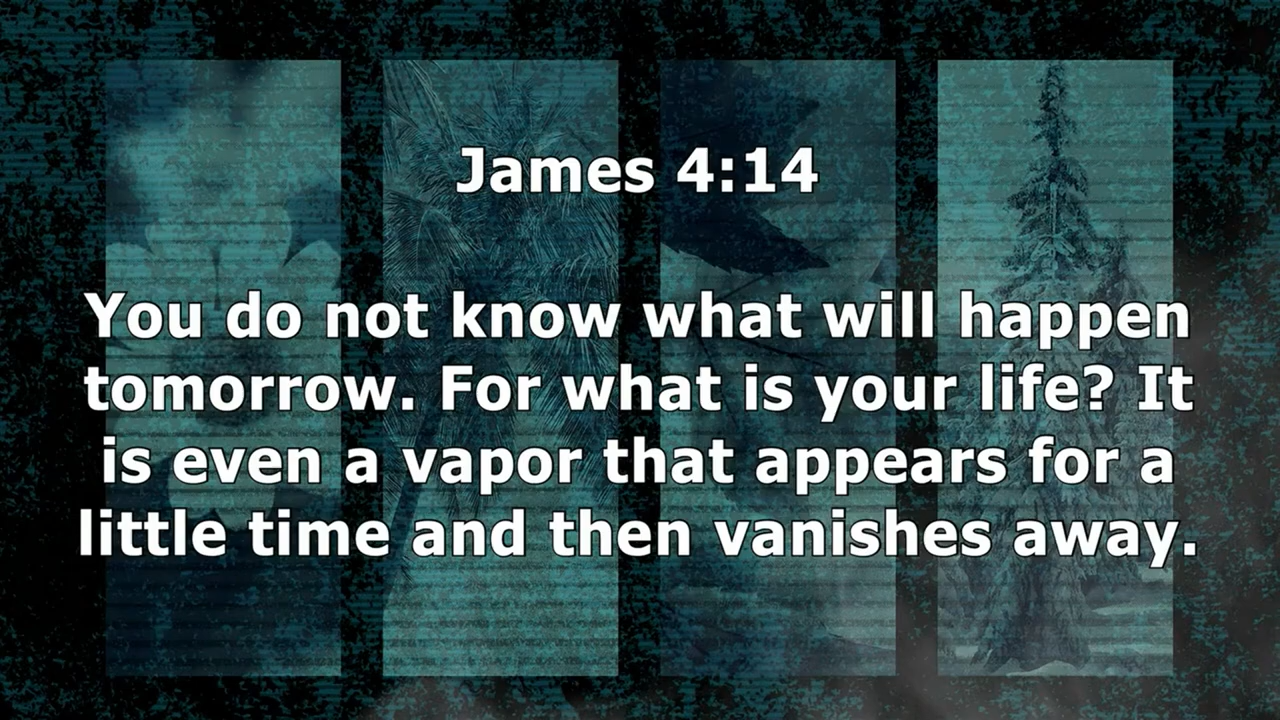 James 4:14
You do not know what will happen
tomorrow. For what is your life? It
is even a vapor that appears for a
little time and then vanishes away.